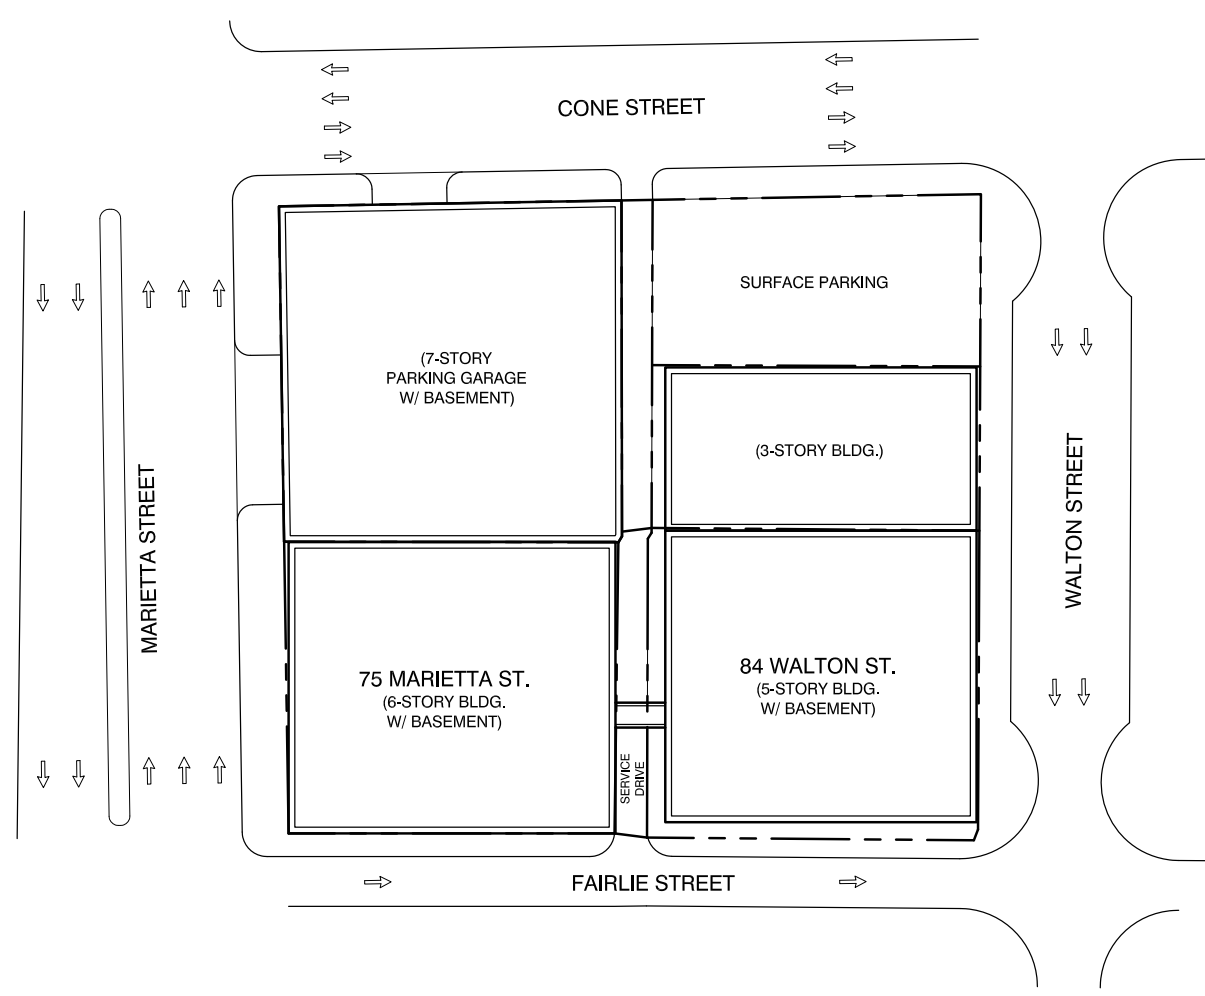 CONE STREET
SURFACE PARKING
(7-STORY
PARKING GARAGE
W/ BASEMENT)
(3-STORY BLDG.)
MARIETTA STREET
WALTON STREET
75 MARIETTA ST.
(6-STORY BLDG.
W/ BASEMENT)
84 WALTON ST.
(5-STORY BLDG.
W/ BASEMENT)
SERVICE
DRIVE
FAIRLIE STREET